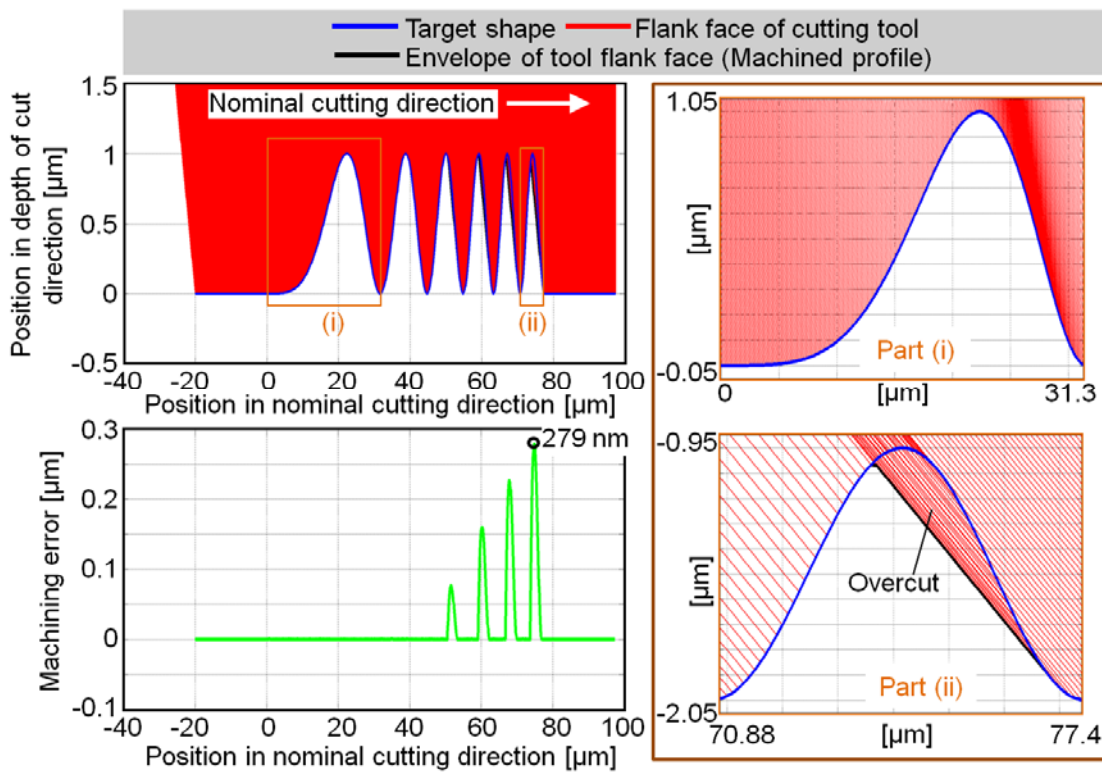 Target shape
Flank face of cutting tool
Envelope of tool flank face (Machined profile)
Position in depth of cut
direction [μm]
1.5
1
0.5
0
-0.5
Nominal cutting direction
(i)
(ii)
-40 -20 0 20 40 60 80 100
Position in nominal cutting direction [μm]
Machining error [μm]
0.3
0.2
0.1
0
-0.1
279 nm
-40 -20 0 20 40 60 80 100
Position in nominal cutting direction [μm]
1.05
[μm]
-0.05
Part (i)
0 [μm] 31.3
-0.95
[μm]
-2.05
Overcut
Part (ii)
70.88 [μm] 77.4